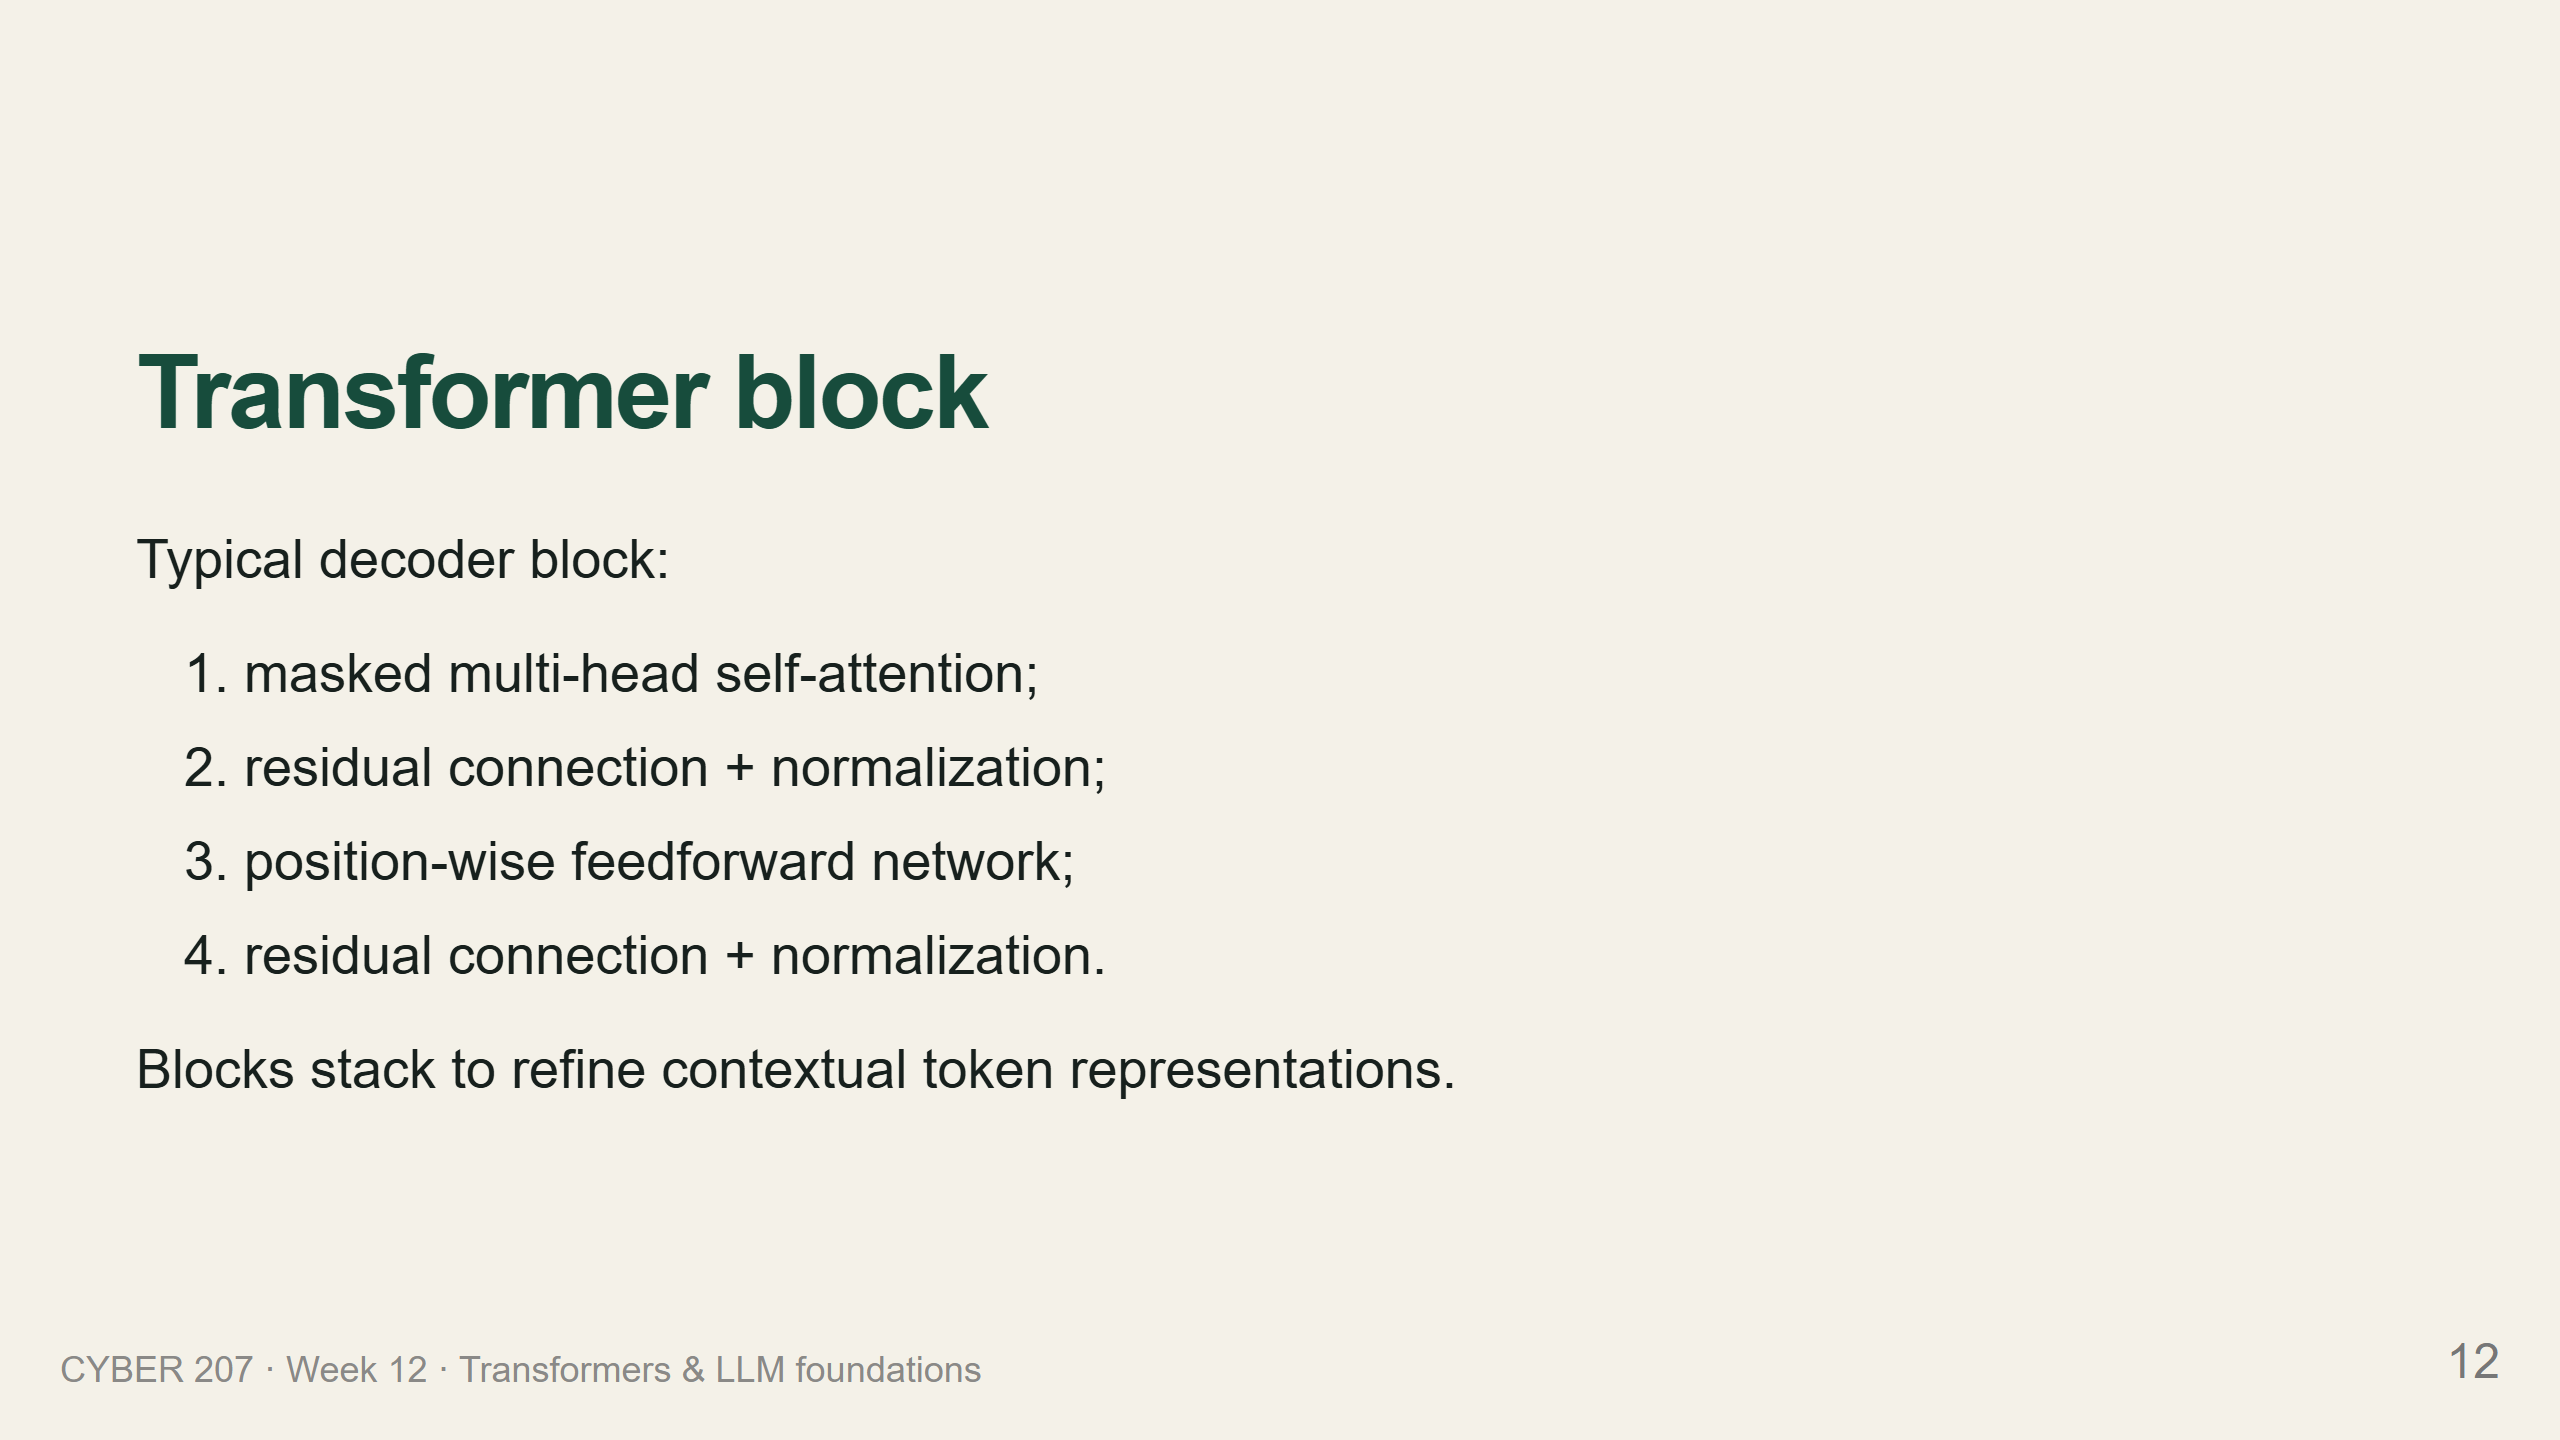 Transformer block
Typical decoder block:
1. masked multi-head self-attention;
2. residual connection + normalization;
3. position-wise feedforward network;
4. residual connection + normalization.
Blocks stack to refine contextual token representations.
CYBER 207 · Week 12 · Transformers & LLM foundations
12